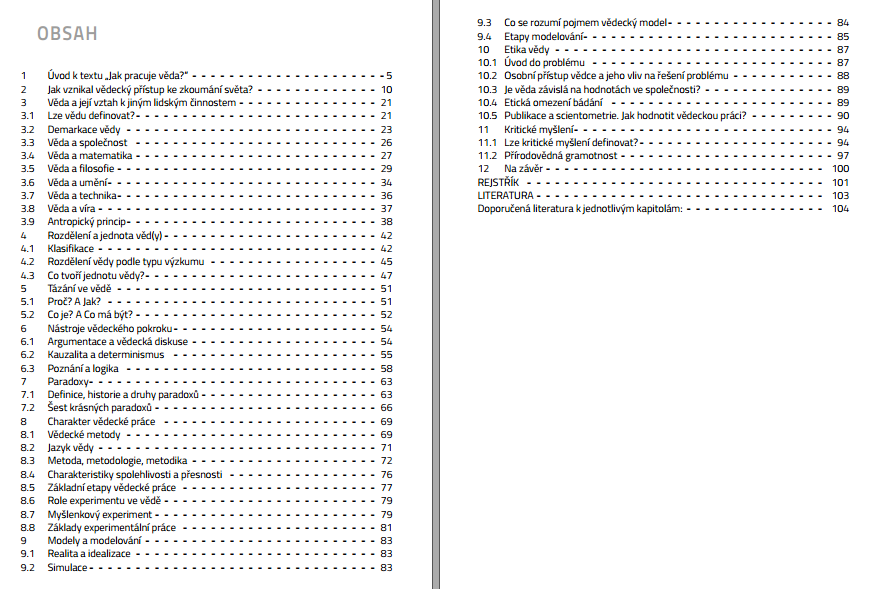 OBSAH
1 Úvod k textu „Jak pracuje věda?“ - - - - - - - - - - - - - - - - - - - - - 5
2 Jak vznikal vědecký přístup ke zkoumání světa? - - - - - - - - - - - - - 10
3 Věda a její vztah k jiným lidským činnostem - - - - - - - - - - - - - - - 21
3.1 Lze vědu definovat? - - - - - - - - - - - - - - - - - - - - - - - - - - 21
3.2 Demarkace vědy - - - - - - - - - - - - - - - - - - - - - - - - - - - 23
3.3 Věda a společnost - - - - - - - - - - - - - - - - - - - - - - - - - - 26
3.4 Věda a matematika - - - - - - - - - - - - - - - - - - - - - - - - - - 27
3.5 Věda a filosofie - - - - - - - - - - - - - - - - - - - - - - - - - - - - 29
3.6 Věda a umění - - - - - - - - - - - - - - - - - - - - - - - - - - - - - 34
3.7 Věda a technika - - - - - - - - - - - - - - - - - - - - - - - - - - - - 36
3.8 Věda a víra - - - - - - - - - - - - - - - - - - - - - - - - - - - - - - 37
3.9 Antropický princip - - - - - - - - - - - - - - - - - - - - - - - - - - - 38
4 Rozdělení a jednota věd(y) - - - - - - - - - - - - - - - - - - - - - - - 42
4.1 Klasifikace - - - - - - - - - - - - - - - - - - - - - - - - - - - - - - 42
4.2 Rozdělení vědy podle typu výzkumu - - - - - - - - - - - - - - - - - - 45
4.3 Co tvoří jednotu vědy? - - - - - - - - - - - - - - - - - - - - - - - - - 47
5 Tázání ve vědě - - - - - - - - - - - - - - - - - - - - - - - - - - - - 51
5.1 Proč? A Jak? - - - - - - - - - - - - - - - - - - - - - - - - - - - - - 51
5.2 Co je? A Co má být? - - - - - - - - - - - - - - - - - - - - - - - - - - 52
6 Nástroje vědeckého pokroku - - - - - - - - - - - - - - - - - - - - - - 54
6.1 Argumentace a vědecká diskuse - - - - - - - - - - - - - - - - - - - - 54
6.2 Kauzalita a determinismus - - - - - - - - - - - - - - - - - - - - - - - 55
6.3 Poznání a logika - - - - - - - - - - - - - - - - - - - - - - - - - - - 58
7 Paradoxy - - - - - - - - - - - - - - - - - - - - - - - - - - - - - - - 63
7.1 Definice, historie a druhy paradoxů - - - - - - - - - - - - - - - - - - - 63
7.2 Šest krásných paradoxů - - - - - - - - - - - - - - - - - - - - - - - - 66
8 Charakter vědecké práce - - - - - - - - - - - - - - - - - - - - - - - - 69
8.1 Vědecké metody - - - - - - - - - - - - - - - - - - - - - - - - - - - 69
8.2 Jazyk vědy - - - - - - - - - - - - - - - - - - - - - - - - - - - - - - 71
8.3 Metoda, metodologie, metodika - - - - - - - - - - - - - - - - - - - - 72
8.4 Charakteristiky spolehlivosti a přesnosti - - - - - - - - - - - - - - - - 76
8.5 Základní etapy vědecké práce - - - - - - - - - - - - - - - - - - - - - 77
8.6 Role experimentu ve vědě - - - - - - - - - - - - - - - - - - - - - - - 79
8.7 Myšlenkový experiment - - - - - - - - - - - - - - - - - - - - - - - - 79
8.8 Základy experimentální práce - - - - - - - - - - - - - - - - - - - - - 81
9 Modely a modelování - - - - - - - - - - - - - - - - - - - - - - - - - 83
9.1 Realita a idealizace - - - - - - - - - - - - - - - - - - - - - - - - - - 83
9.2 Simulace - - - - - - - - - - - - - - - - - - - - - - - - - - - - - - - 83
9.3 Co se rozumí pojmem vědecký model - - - - - - - - - - - - - - - - - 84
9.4 Etapy modelování - - - - - - - - - - - - - - - - - - - - - - - - - - - 85
10 Etika vědy - - - - - - - - - - - - - - - - - - - - - - - - - - - - - - 87
10.1 Úvod do problému - - - - - - - - - - - - - - - - - - - - - - - - - - 87
10.2 Osobní přístup vědce a jeho vliv na řešení problému - - - - - - - - - - 88
10.3 Je věda závislá na hodnotách ve společnosti? - - - - - - - - - - - - - 89
10.4 Etická omezení bádání - - - - - - - - - - - - - - - - - - - - - - - - 89
10.5 Publikace a scientometrie. Jak hodnotit vědeckou práci? - - - - - - - - 90
11 Kritické myšlení - - - - - - - - - - - - - - - - - - - - - - - - - - - - 94
11.1 Lze kritické myšlení definovat? - - - - - - - - - - - - - - - - - - - - - 94
11.2 Přírodovědná gramotnost - - - - - - - - - - - - - - - - - - - - - - - 97
12 Na závěr - - - - - - - - - - - - - - - - - - - - - - - - - - - - - - 100
REJSTŘÍK - - - - - - - - - - - - - - - - - - - - - - - - - - - - - - - 101
LITERATURA - - - - - - - - - - - - - - - - - - - - - - - - - - - - - - 103
Doporučená literatura k jednotlivým kapitolám: - - - - - - - - - - - - - - 104